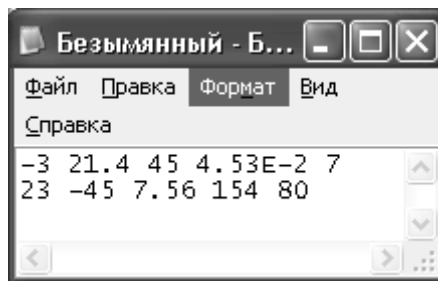 Безымянный - Б...
Файл Правка Формат Вид
Справка
-3 21.4 45 4.53E-2 7
23 -45 7.56 154 80